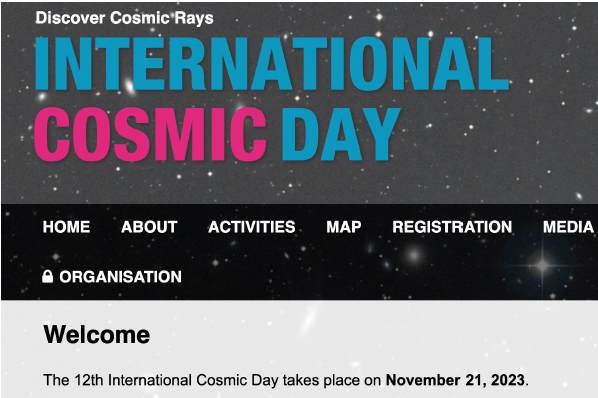 Discover Cosmic Rays
INTERNATIONAL
COSMIC DAY
HOME ABOUT ACTIVITIES MAP REGISTRATION MEDIA
ORGANISATION
Welcome
The 12th International Cosmic Day takes place on November 21, 2023.